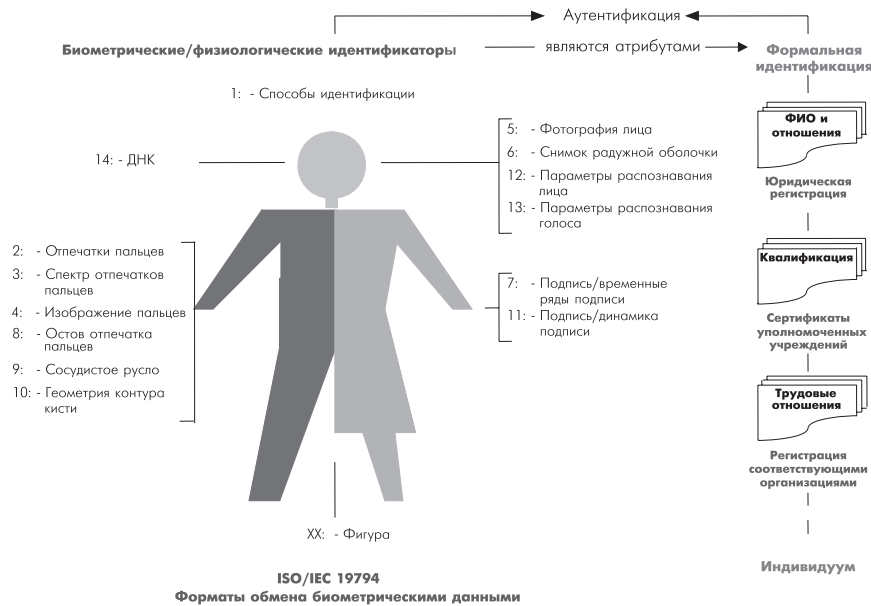 Аутентификация
Биометрические/физиологические идентификаторы
являются атрибутами
Формальная
идентификация
1: - Способы идентификации
14: - ДНК
5: - Фотография лица
6: - Снимок радужной оболочки
12: - Параметры распознавания
лица
13: - Параметры распознавания
голоса
2: - Отпечатки пальцев
3: - Спектр отпечатков
пальцев
4: - Изображение пальцев
8: - Остов отпечатка
пальцев
9: - Сосудистое русло
10: - Геометрия контура
кисти
7: - Подпись/временные
ряды подписи
11: - Подпись/динамика
подписи
XX: - Фигура
ISO/IEC 19794
Форматы обмена биометрическими данными
ФИО и
отношения
Юридическая
регистрация
Квалификация
Сертификаты
уполномоченных
учреждений
Трудовые
отношения
Регистрация
соответствующими
организациями
Индивидуум